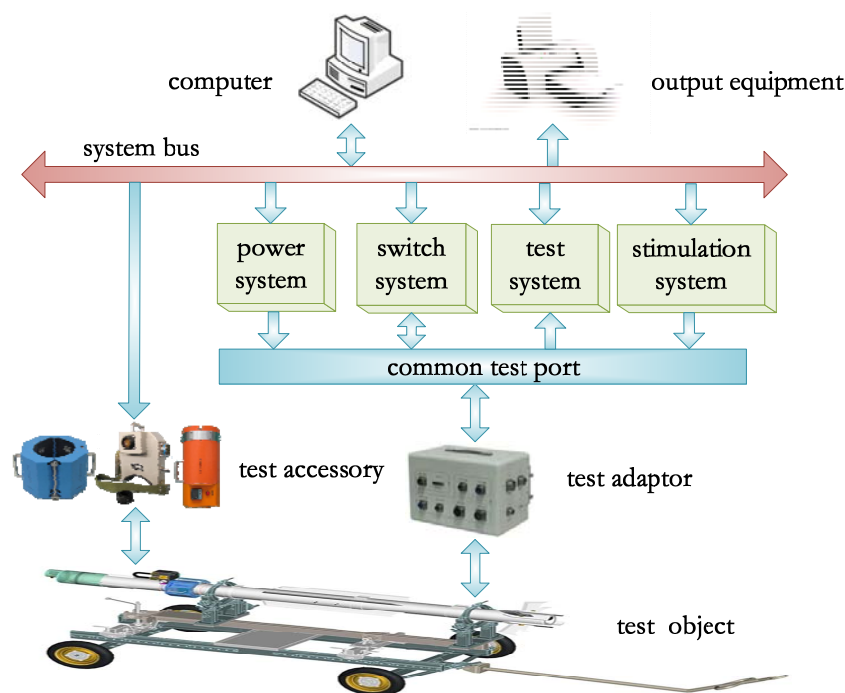 computer
output equipment
system bus
power
system
switch
system
test
system
stimulation
system
common test port
test accessory
test adaptor
test object